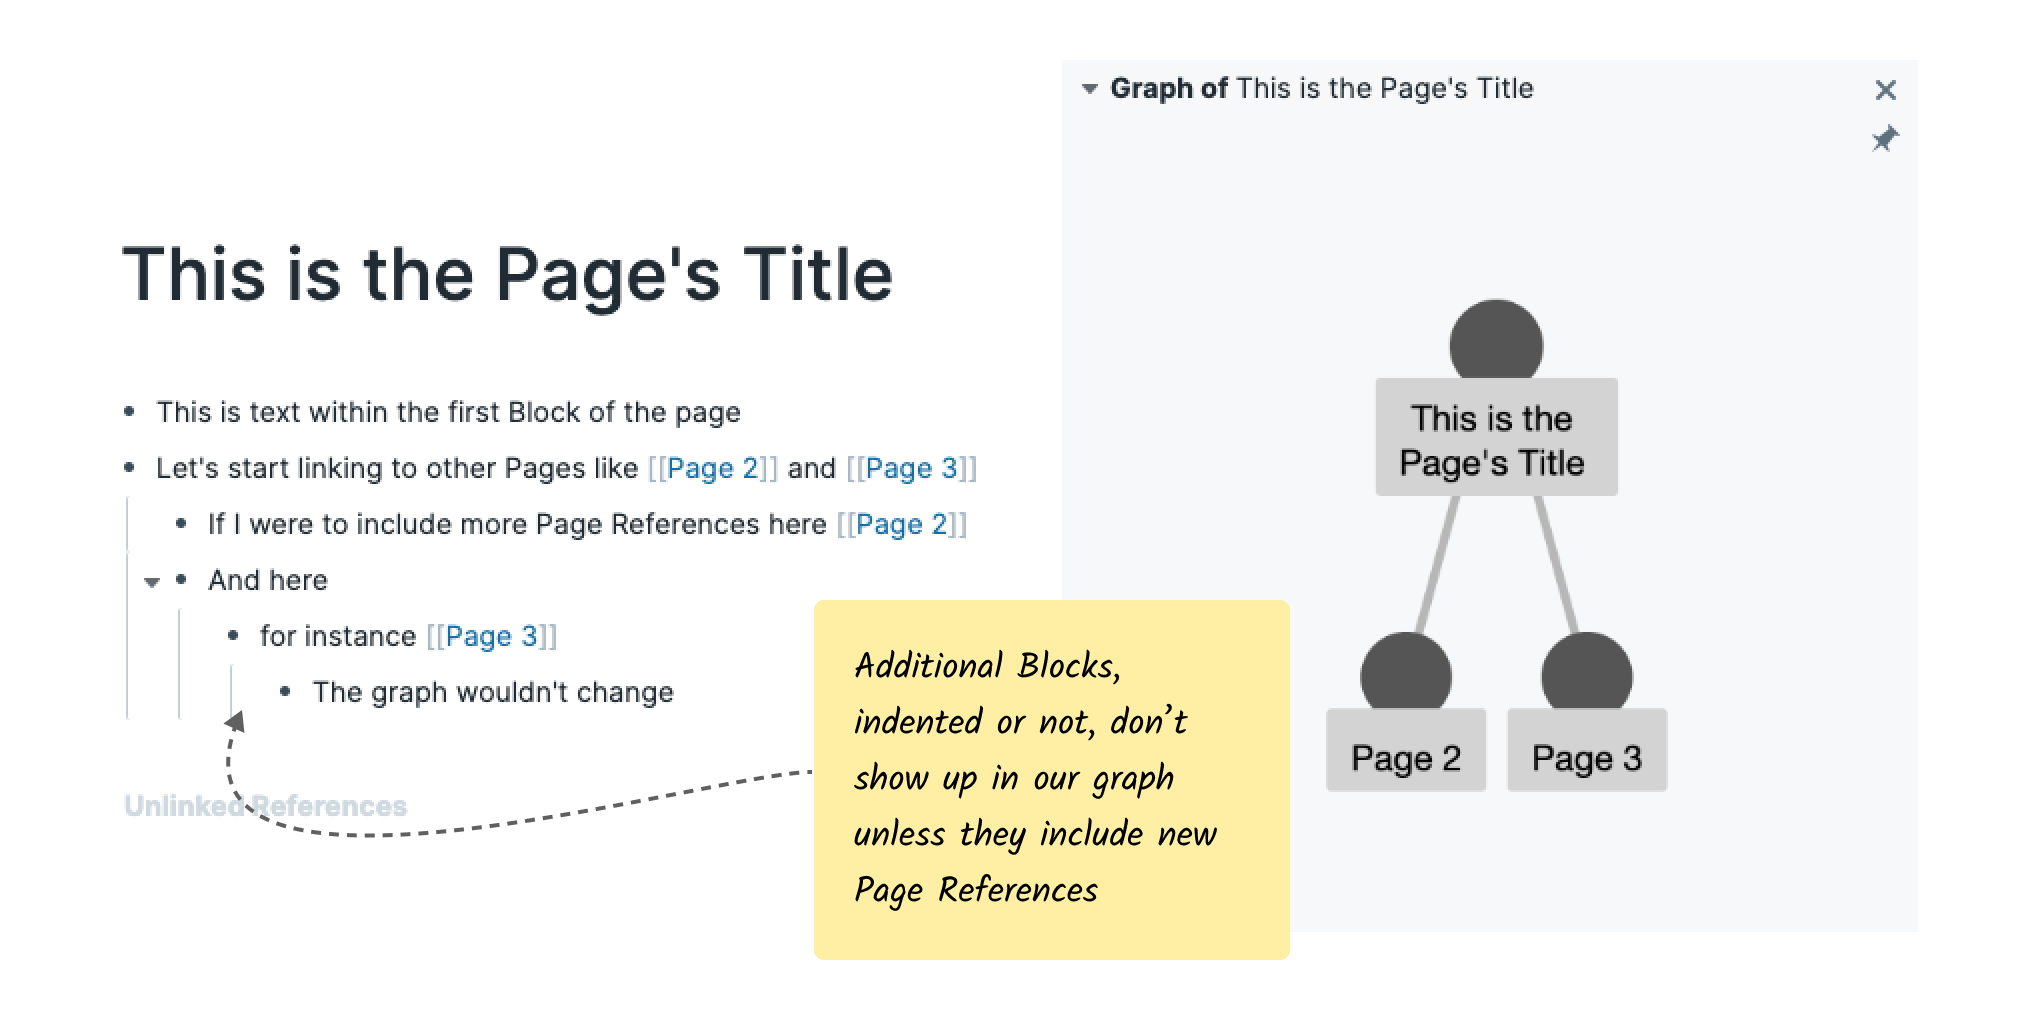 Graph of This is the Page's Title
This is the Page's Title
This is text within the first Block of the page
Let's start linking to other Pages like [[Page 2]] and [[Page 3]]
If I were to include more Page References here [[Page 2]]
And here
for instance [[Page 3]]
The graph wouldn't change
Unlinked References
Additional Blocks,
indented or not, don’t
show up in our graph
unless they include new
Page References
This is the
Page's Title
Page 2
Page 3